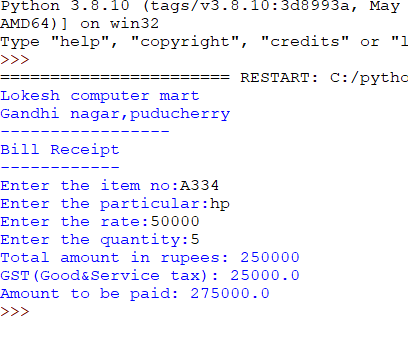 Python 3.8.10 (tags/v3.8.10:3d8993a, May
AMD64)] on win32
Type "help", "copyright", "credits" or "l
>>>
======================= RESTART: C:/pytho
Lokesh computer mart
Gandhi nagar,puducherry
-----------------
Bill Receipt
------------
Enter the item no:A334
Enter the particular:hp
Enter the rate:50000
Enter the quantity:5
Total amount in rupees: 250000
GST(Good&Service tax): 25000.0
Amount to be paid: 275000.0
>>>